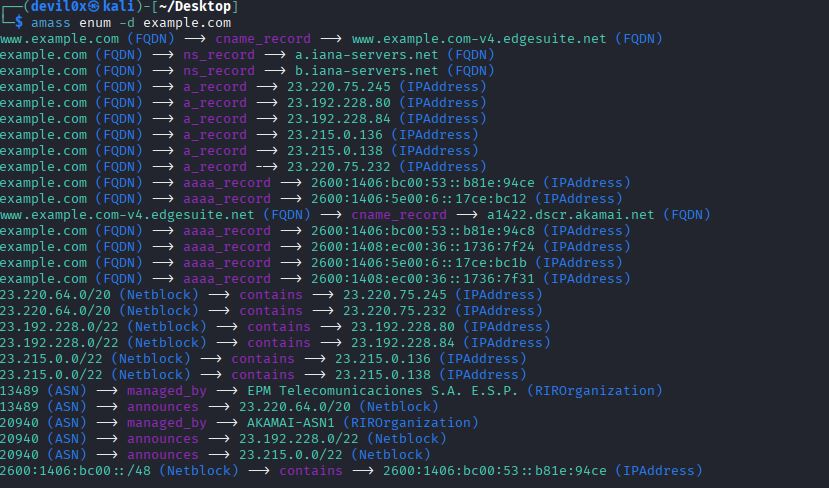 ┌──(devil0x㉿kali)-[~/Desktop]
└─$ amass enum -d example.com
www.example.com (FQDN) ⟶ cname_record ⟶ www.example.com-v4.edgesuite.net (FQDN)
example.com (FQDN) ⟶ ns_record ⟶ a.iana-servers.net (FQDN)
example.com (FQDN) ⟶ ns_record ⟶ b.iana-servers.net (FQDN)
example.com (FQDN) ⟶ a_record ⟶ 23.220.75.245 (IPAddress)
example.com (FQDN) ⟶ a_record ⟶ 23.192.228.80 (IPAddress)
example.com (FQDN) ⟶ a_record ⟶ 23.192.228.84 (IPAddress)
example.com (FQDN) ⟶ a_record ⟶ 23.215.0.136 (IPAddress)
example.com (FQDN) ⟶ a_record ⟶ 23.215.0.138 (IPAddress)
example.com (FQDN) ⟶ a_record ⟶ 23.220.75.232 (IPAddress)
example.com (FQDN) ⟶ aaaa_record ⟶ 2600:1406:bc00:53::b81e:94ce (IPAddress)
example.com (FQDN) ⟶ aaaa_record ⟶ 2600:1406:5e00:6::17ce:bc12 (IPAddress)
www.example.com-v4.edgesuite.net (FQDN) ⟶ cname_record ⟶ a1422.dscr.akamai.net (FQDN)
example.com (FQDN) ⟶ aaaa_record ⟶ 2600:1406:bc00:53::b81e:94c8 (IPAddress)
example.com (FQDN) ⟶ aaaa_record ⟶ 2600:1408:ec00:36::1736:7f24 (IPAddress)
example.com (FQDN) ⟶ aaaa_record ⟶ 2600:1406:5e00:6::17ce:bc1b (IPAddress)
example.com (FQDN) ⟶ aaaa_record ⟶ 2600:1408:ec00:36::1736:7f31 (IPAddress)
23.220.64.0/20 (Netblock) ⟶ contains ⟶ 23.220.75.245 (IPAddress)
23.220.64.0/20 (Netblock) ⟶ contains ⟶ 23.220.75.232 (IPAddress)
23.192.228.0/22 (Netblock) ⟶ contains ⟶ 23.192.228.80 (IPAddress)
23.192.228.0/22 (Netblock) ⟶ contains ⟶ 23.192.228.84 (IPAddress)
23.215.0.0/22 (Netblock) ⟶ contains ⟶ 23.215.0.136 (IPAddress)
23.215.0.0/22 (Netblock) ⟶ contains ⟶ 23.215.0.138 (IPAddress)
13489 (ASN) ⟶ managed_by ⟶ EPM Telecomunicaciones S.A. E.S.P. (RIROrganization)
13489 (ASN) ⟶ announces ⟶ 23.220.64.0/20 (Netblock)
20940 (ASN) ⟶ managed_by ⟶ AKAMAI-ASN1 (RIROrganization)
20940 (ASN) ⟶ announces ⟶ 23.192.228.0/22 (Netblock)
20940 (ASN) ⟶ announces ⟶ 23.215.0.0/22 (Netblock)
2600:1406:bc00::/48 (Netblock) ⟶ contains ⟶ 2600:1406:bc00:53::b81e:94ce (IPAddress)